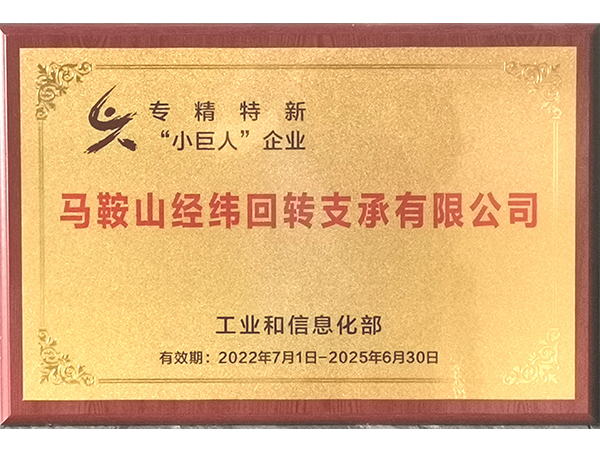 专精特新
“小巨人”企业
马鞍山经纬回转支承有限公司
工业和信息化部
有效期：2022年7月1日-2025年6月30日